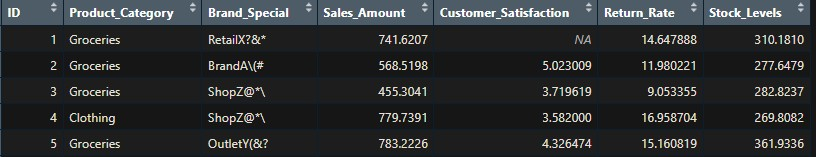 ID Product_Category Brand_Special Sales_Amount Customer_Satisfaction Return_Rate Stock_Levels
1 Groceries RetailX?&* 741.6207 NA 14.647888 310.1810
2 Groceries BrandA\(# 568.5198 5.023009 11.980221 277.6479
3 Groceries ShopZ@*\ 455.3041 3.719619 9.053355 282.8237
4 Clothing ShopZ@*\ 779.7391 3.582000 16.958704 269.8082
5 Groceries OutletY(&? 783.2226 4.326474 15.160819 361.9336